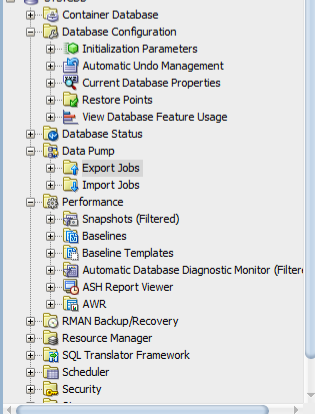 Container Database
Database Configuration
Initialization Parameters
Automatic Undo Management
Current Database Properties
Restore Points
View Database Feature Usage
Database Status
Data Pump
Export Jobs
Import Jobs
Performance
Snapshots (Filtered)
Baselines
Baseline Templates
Automatic Database Diagnostic Monitor (Filtere
ASH Report Viewer
AWR
RMAN Backup/Recovery
Resource Manager
SQL Translator Framework
Scheduler
Security